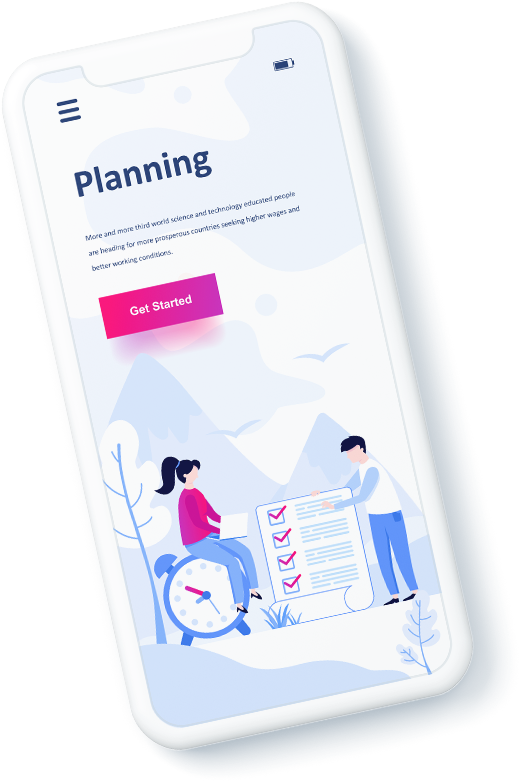 Planning
More and more third world science and technology educated people
are heading for more prosperous countries seeking higher wages and
better working conditions.
Get Started